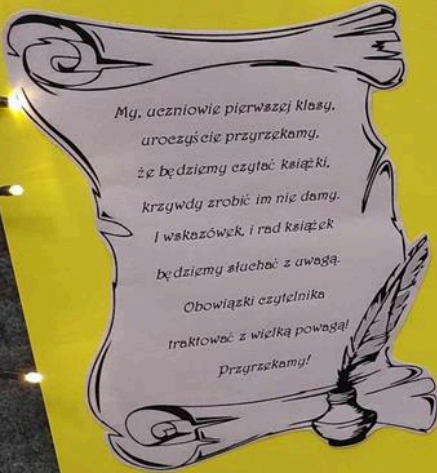 My, uczniowie pierwszej klasy,
uroczyście przyrzekamy,
że będziemy czytać książki,
krzywdy zrobić im nie damy.
I wskazówek, i rad książek
będziemy słuchać z uwagą.
Obowiązki czytelnika
traktować z wielką powagą!
Przyrzekamy!